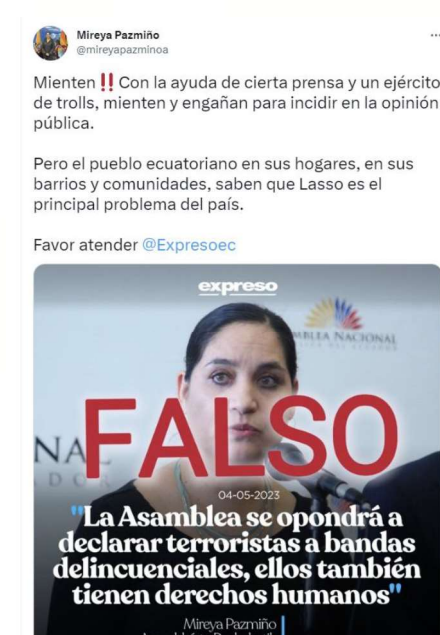 Mireya Pazmiño
@mireyapazminoa
Mienten‼ Con la ayuda de cierta prensa y un ejército
de trolls, mienten y engañan para incidir en la opinión
pública.
Pero el pueblo ecuatoriano en sus hogares, en sus
barrios y comunidades, saben que Lasso es el
principal problema del país.
Favor atender @Expresoec
expreso
ASAMBLEA NACIONAL
FALSO
04-05-2023
"La Asamblea se opondrá a
declarar terroristas a bandas
delincuenciales, ellos también
tienen derechos humanos"
Mireya Pazmiño